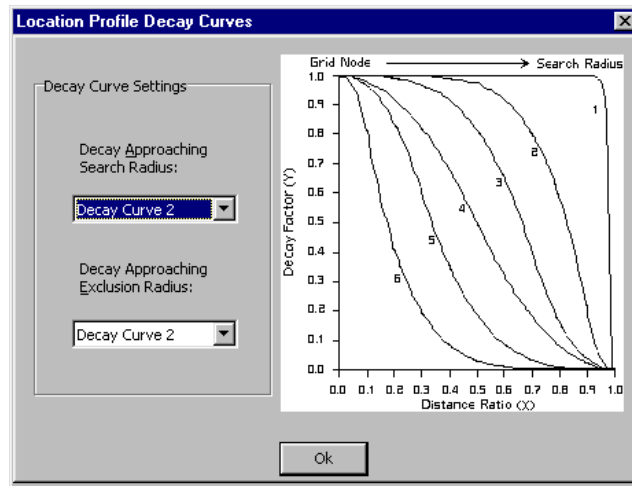 Location Profile Decay Curves
Decay Curve Settings
Decay Approaching
Search Radius:
Decay Curve 2
Decay Approaching
Exclusion Radius:
Decay Curve 2
Grid Node
Search Radius
Decay Factor (Y)
1.0
0.9
0.8
0.7
0.6
0.5
0.4
0.3
0.2
0.1
0.0
1
2
3
4
5
6
0.0 0.1 0.2 0.3 0.4 0.5 0.6 0.7 0.8 0.9 1.0
Distance Ratio (X)
Ok